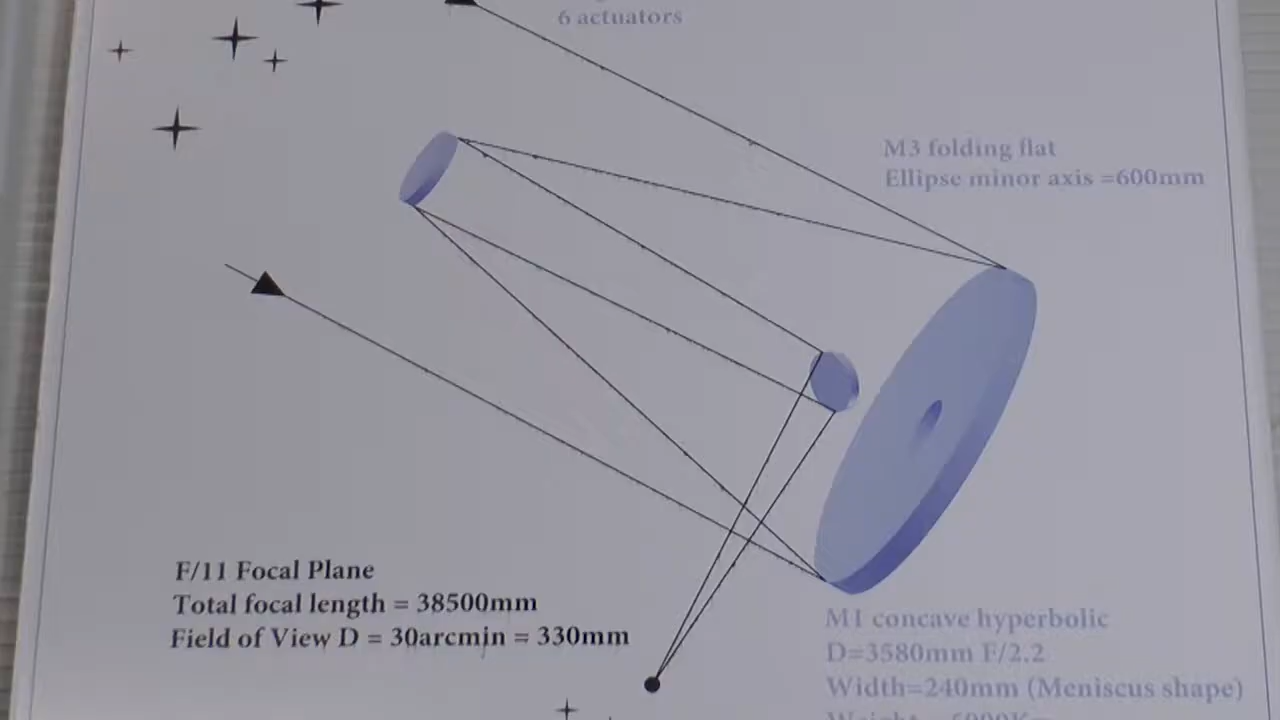 6 actuators
M3 folding flat
Ellipse minor axis =600mm
F/11 Focal Plane
Total focal length = 38500mm
Field of View D = 30arcmin = 330mm
M1 concave hyperbolic
D=3580mm F/2.2
Width=240mm (Meniscus shape)